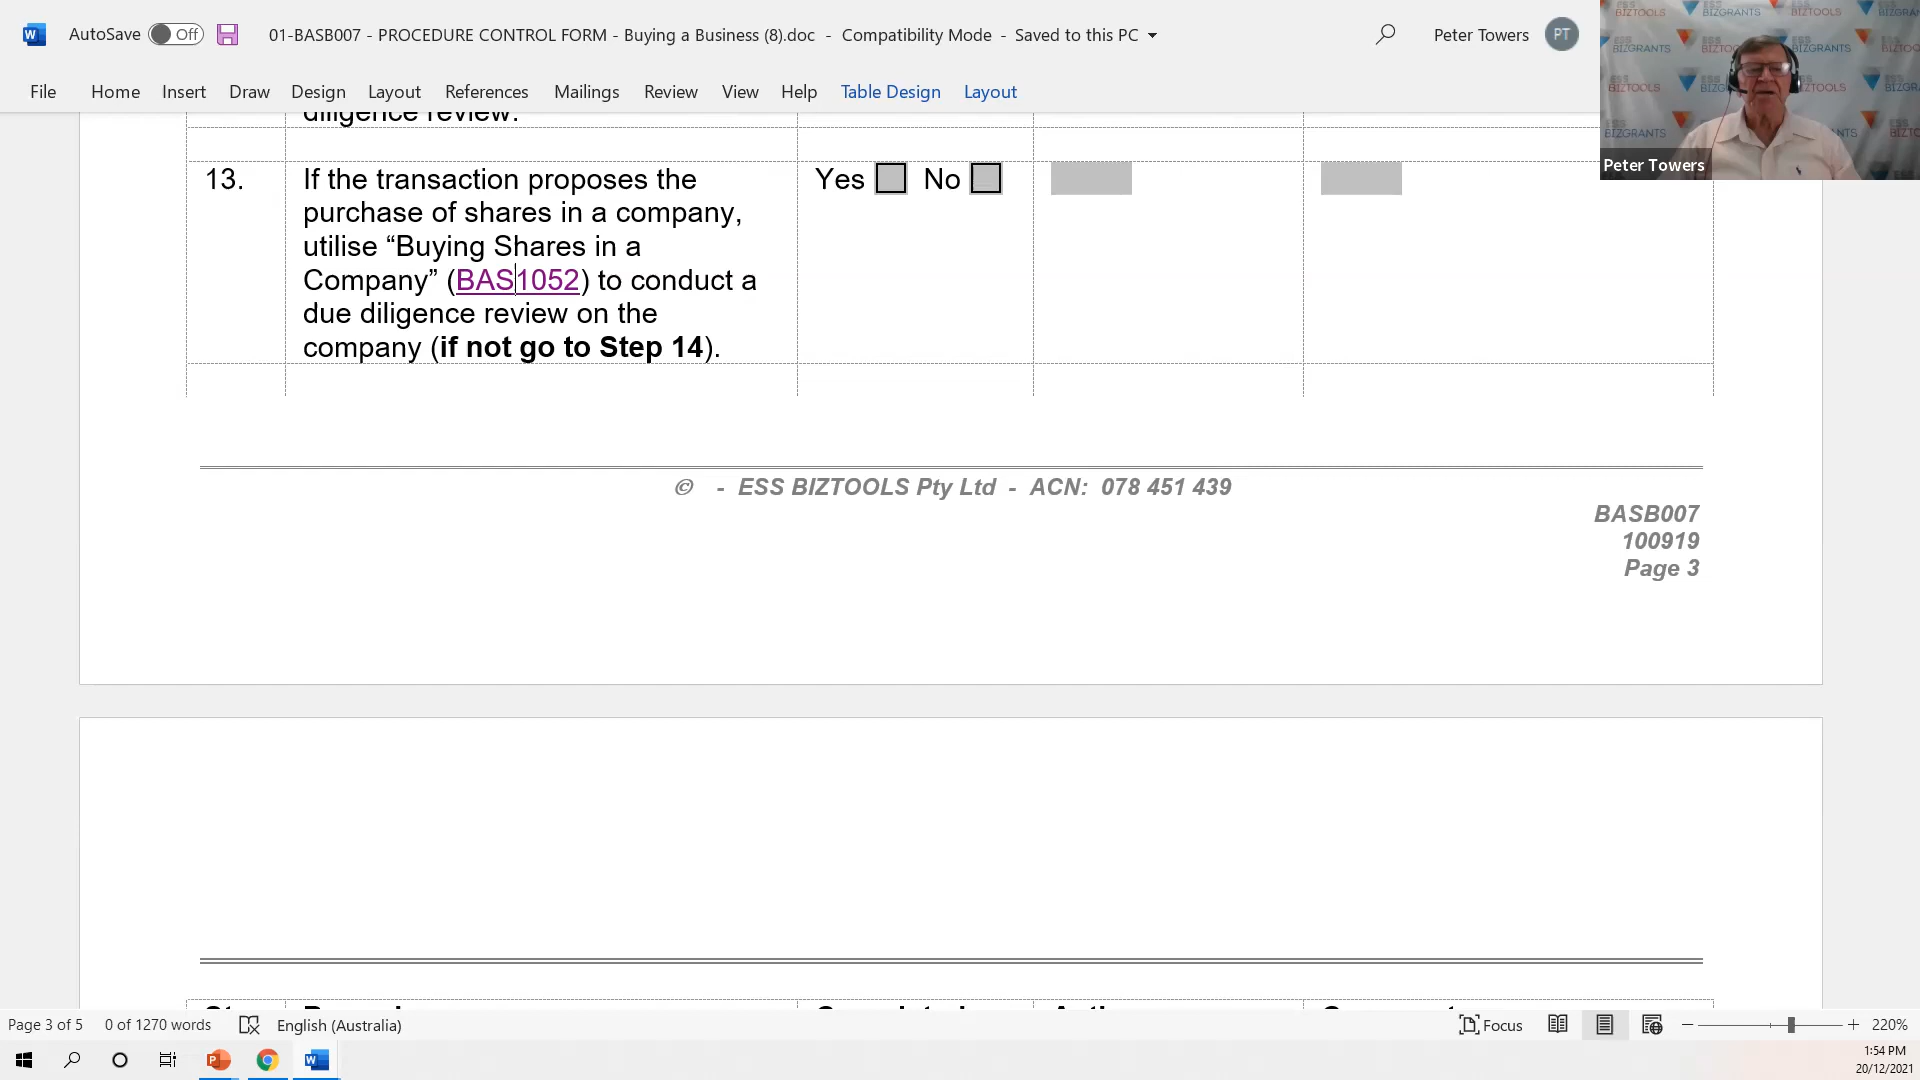 AutoSave Off 01-BASB007 - PROCEDURE CONTROL FORM - Buying a Business (8).doc - Compatibility Mode - Saved to this PC Peter Towers PT
File Home Insert Draw Design Layout References Mailings Review View Help Table Design Layout
Peter Towers
diligence review.
13. If the transaction proposes the Yes No
purchase of shares in a company,
utilise “Buying Shares in a
Company” (BAS1052) to conduct a
due diligence review on the
company (if not go to Step 14).
© - ESS BIZTOOLS Pty Ltd - ACN: 078 451 439
BASB007
100919
Page 3
Page 3 of 5 0 of 1270 words English (Australia) Focus 220%
1:54 PM
20/12/2021